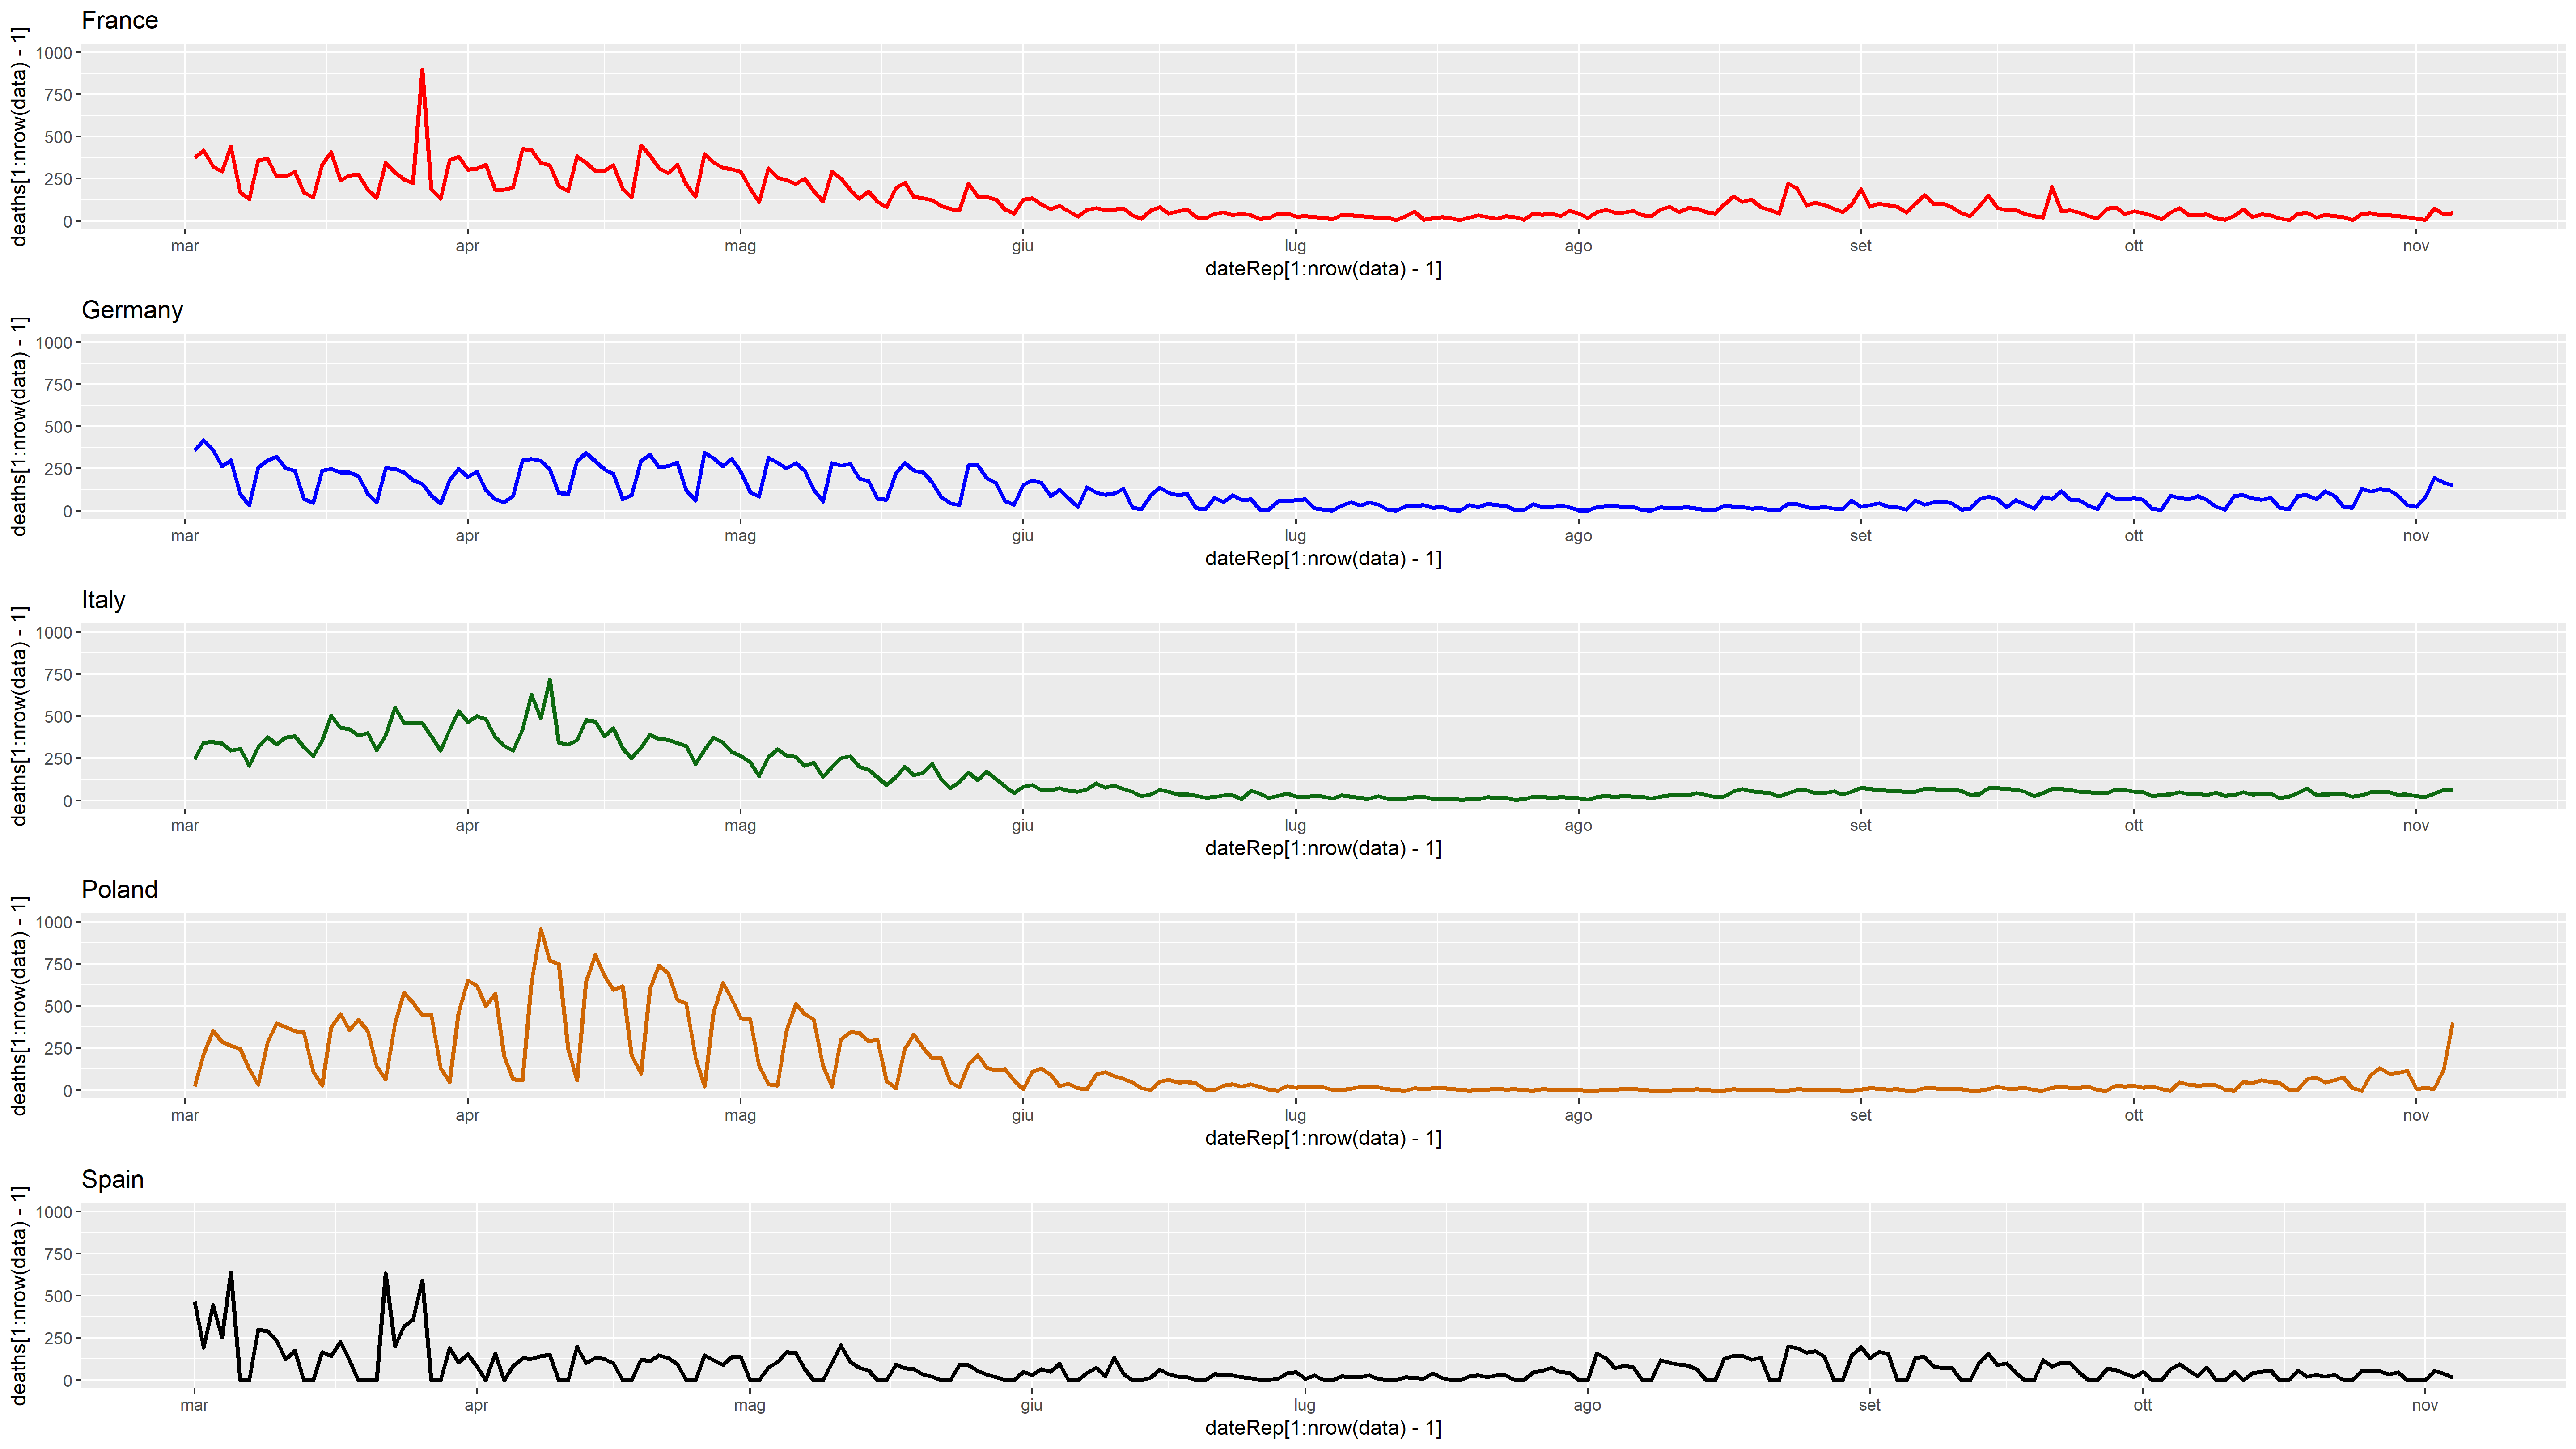 France
deaths[1:nrow(data) - 1]
1000
750
500
250
0
mar apr mag giu lug ago set ott nov
dateRep[1:nrow(data) - 1]
Germany
deaths[1:nrow(data) - 1]
1000
750
500
250
0
mar apr mag giu lug ago set ott nov
dateRep[1:nrow(data) - 1]
Italy
deaths[1:nrow(data) - 1]
1000
750
500
250
0
mar apr mag giu lug ago set ott nov
dateRep[1:nrow(data) - 1]
Poland
deaths[1:nrow(data) - 1]
1000
750
500
250
0
mar apr mag giu lug ago set ott nov
dateRep[1:nrow(data) - 1]
Spain
deaths[1:nrow(data) - 1]
1000
750
500
250
0
mar apr mag giu lug ago set ott nov
dateRep[1:nrow(data) - 1]